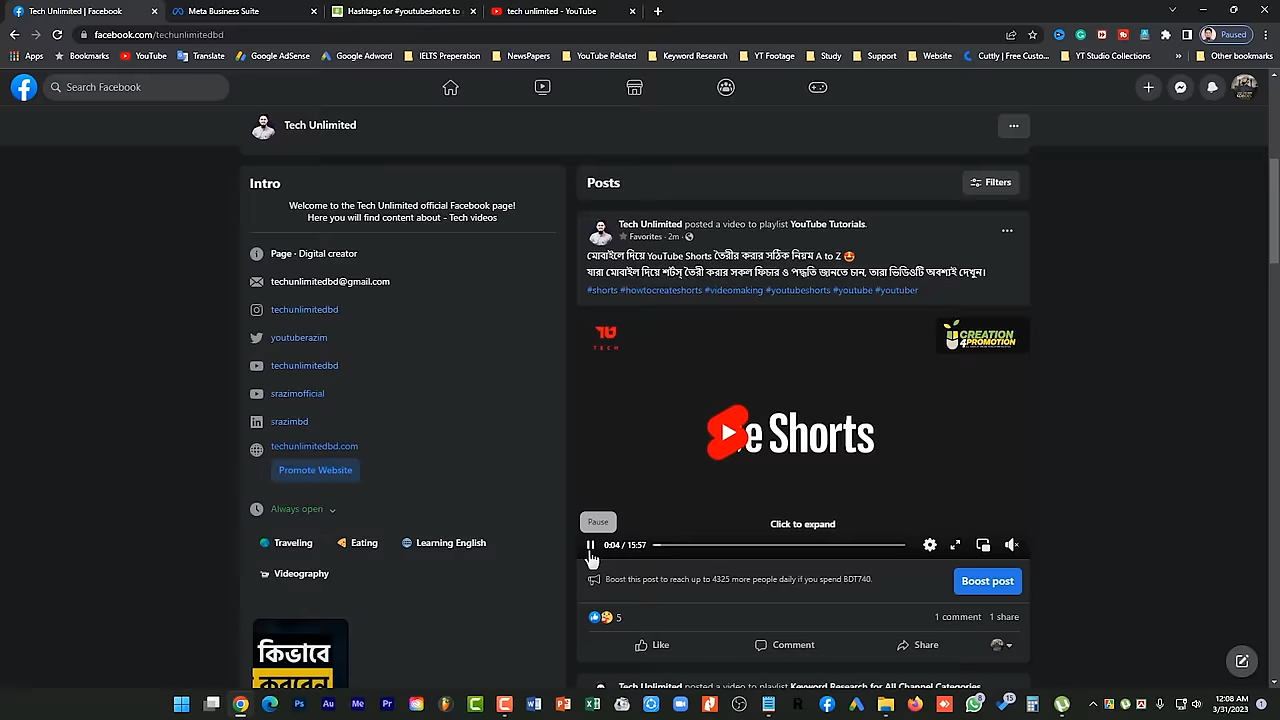 Tech Unlimited | Facebook
Meta Business Suite
Hashtags for #youtubeshorts to
tech unlimited - YouTube
facebook.com/techunlimitedbd
Paused
Apps
Bookmarks
YouTube
Translate
Google AdSense
Google Adword
IELTS Preperation
NewsPapers
YouTube Related
Keyword Research
YT Footage
Study
Support
Website
Cuttly | Free Custo...
YT Studio Collections
Other bookmarks
Search Facebook
Tech Unlimited
Intro
Welcome to the Tech Unlimited official Facebook page!
Here you will find content about - Tech videos
Page · Digital creator
techunlimitedbd@gmail.com
techunlimitedbd
youtuberazim
techunlimitedbd
srazimofficial
srazimbd
techunlimitedbd.com
Promote Website
Always open
Traveling
Eating
Learning English
Videography
কিভাবে
করবেন
Posts
Filters
Tech Unlimited posted a video to playlist YouTube Tutorials.
Favorites · 2m ·
মোবাইলে দিয়ে YouTube Shorts তৈরীর করার সঠিক নিয়ম A to Z 🤩
যারা মোবাইল দিয়ে শর্টস্ তৈরী করার সকল ফিচার ও পদ্ধতি জানতে চান, তারা ভিডিওটি অবশ্যই দেখুন।
#shorts #howtocreateshorts #videomaking #youtubeshorts #youtube #youtuber
TECH
CREATION
4PROMOTION
e Shorts
Pause
Click to expand
0:04 / 15:57
Boost this post to reach up to 4325 more people daily if you spend BDT740.
Boost post
5
1 comment
1 share
Like
Comment
Share
Tech Unlimited posted a video to playlist Keyword Research for All Channel Categories.
8
15
12:08 AM
3/31/2023